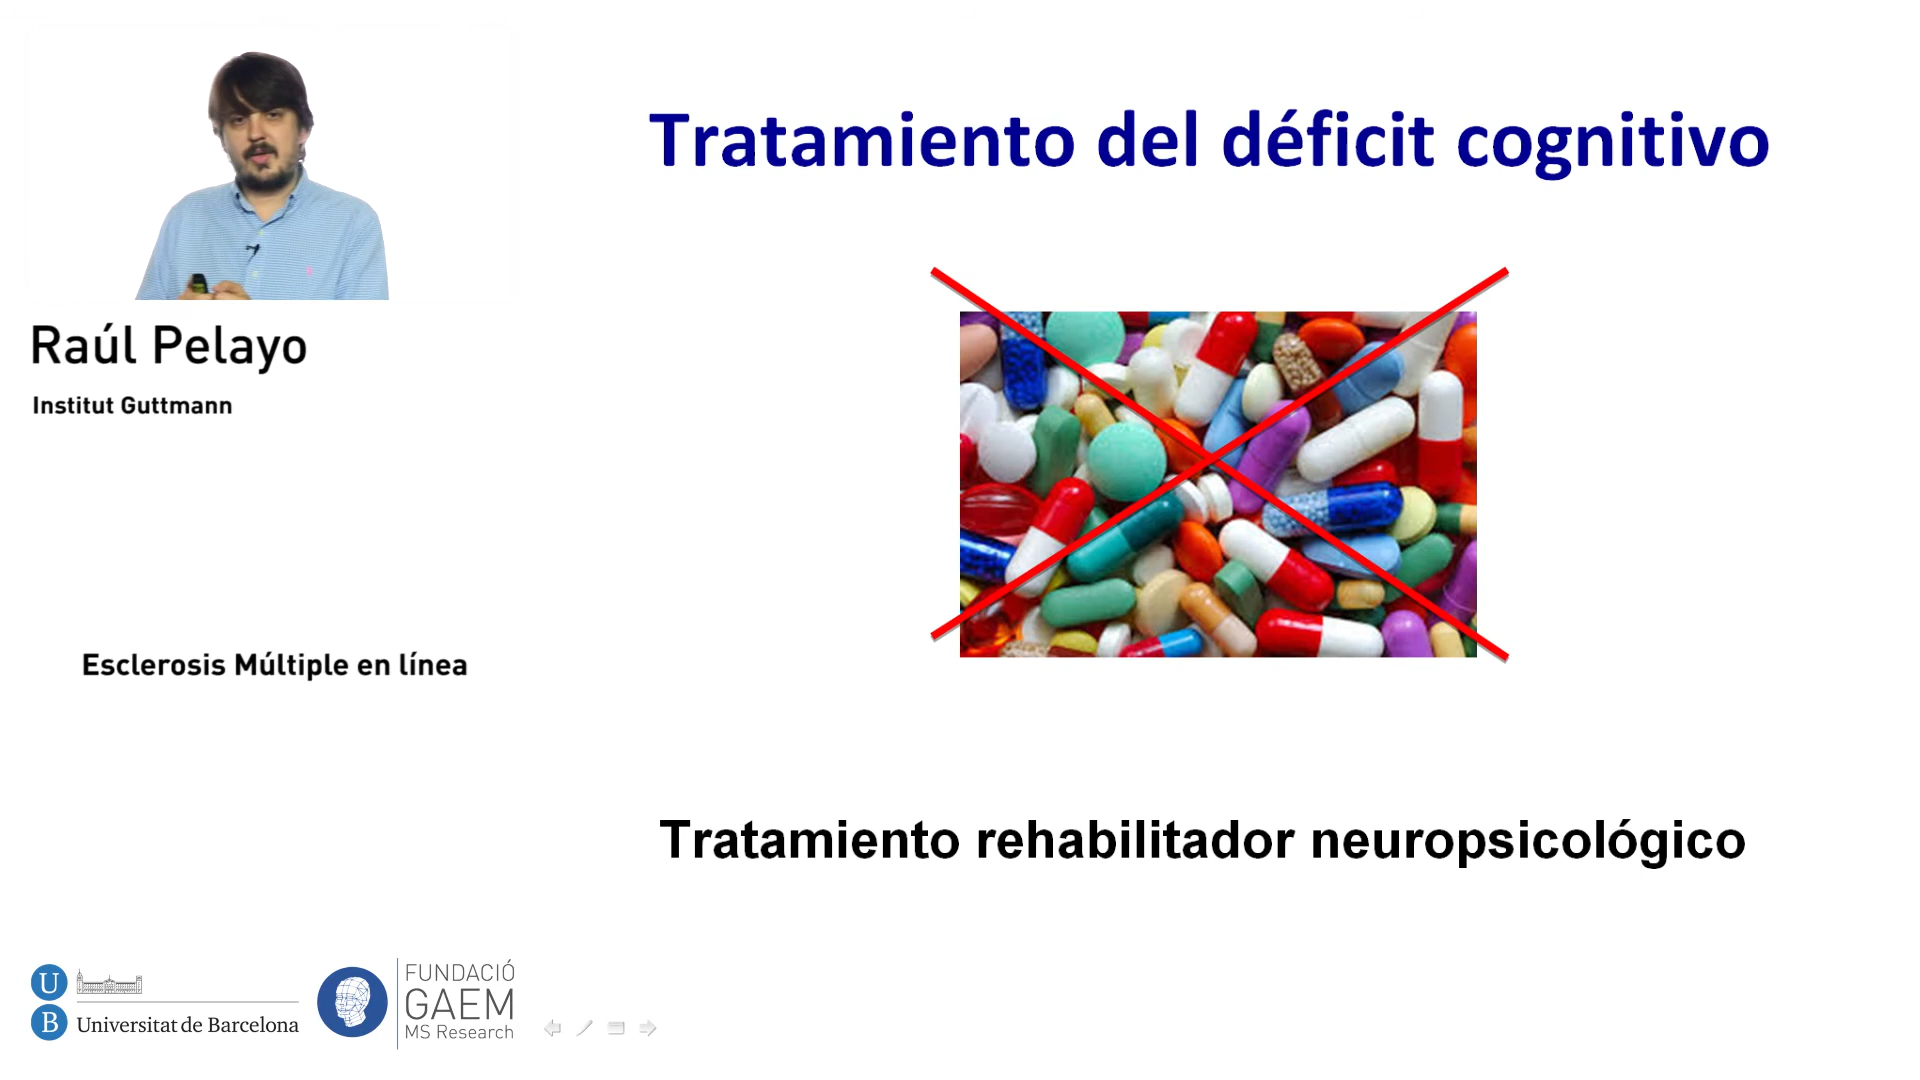 Tratamiento del déficit cognitivo
Raúl Pelayo
Institut Guttmann
Esclerosis Múltiple en línea
Tratamiento rehabilitador neuropsicológico
U
B
Universitat de Barcelona
FUNDACIÓ
GAEM
MS Research